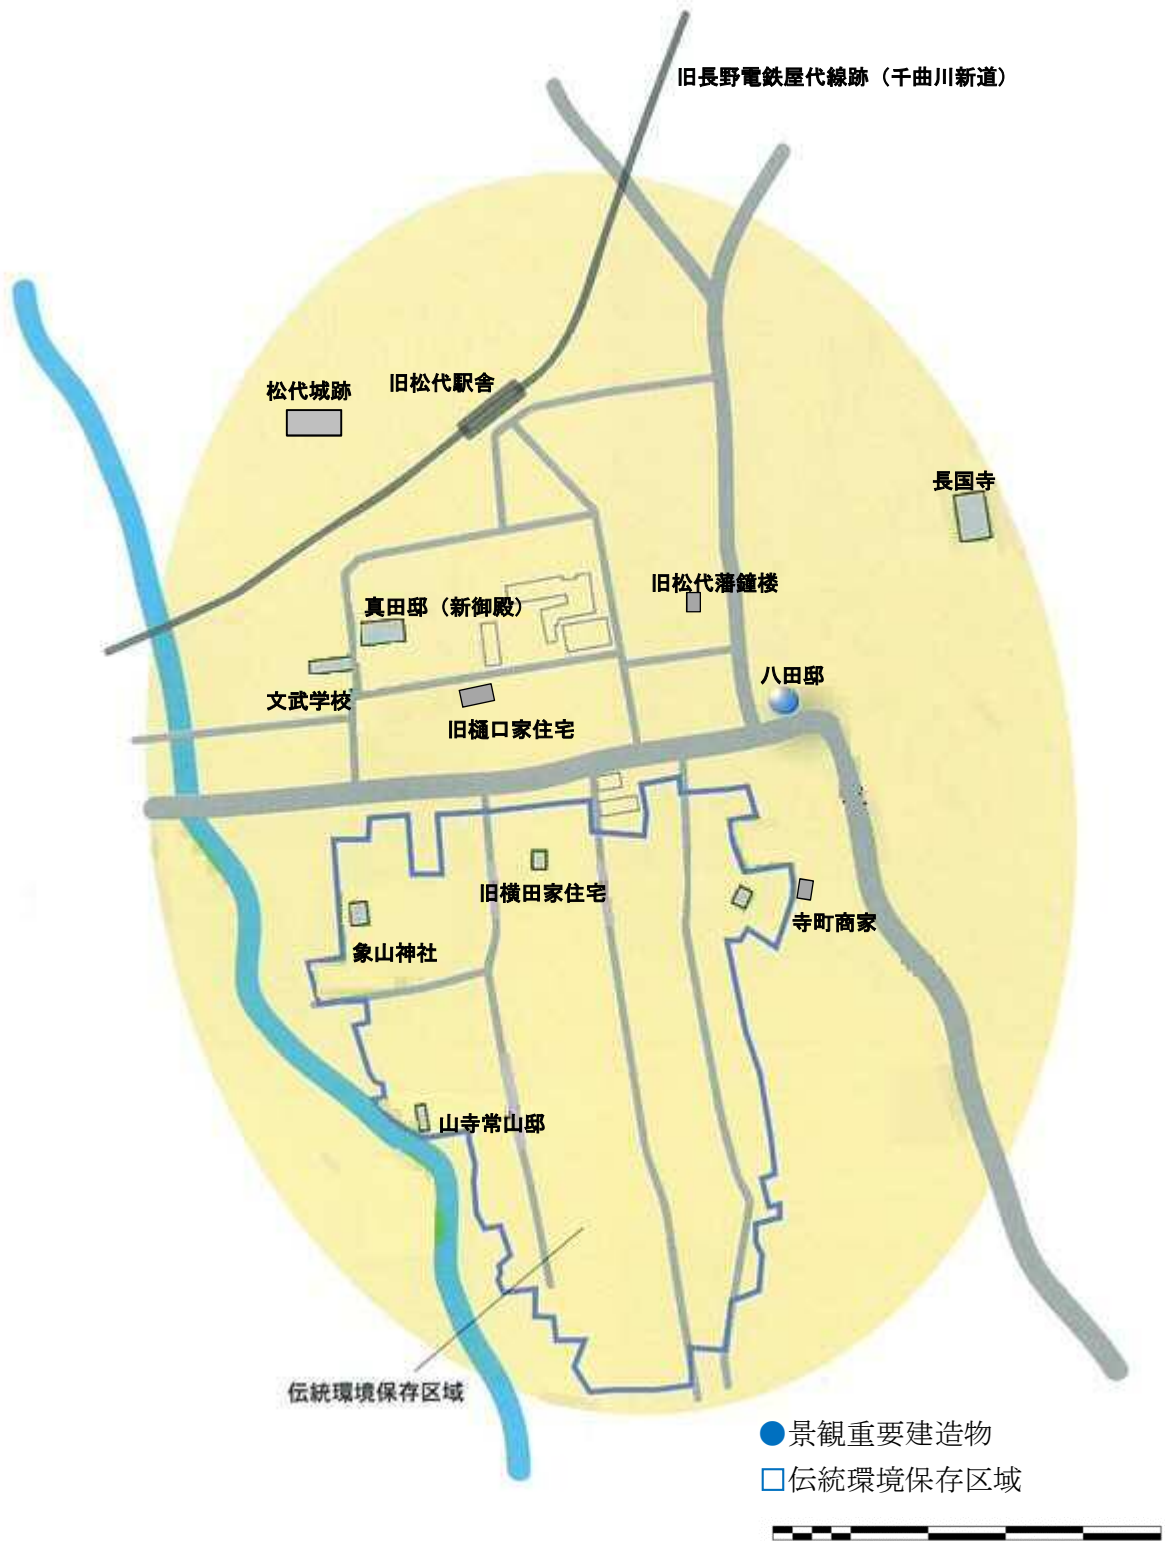 旧長野電鉄屋代線跡（千曲川新道）
旧松代駅舎
松代城跡
長国寺
旧松代藩鐘楼
真田邸（新御殿）
八田邸
文武学校
旧樋口家住宅
旧横田家住宅
寺町商家
象山神社
山寺常山邸
伝統環境保存区域
●景観重要建造物
□伝統環境保存区域